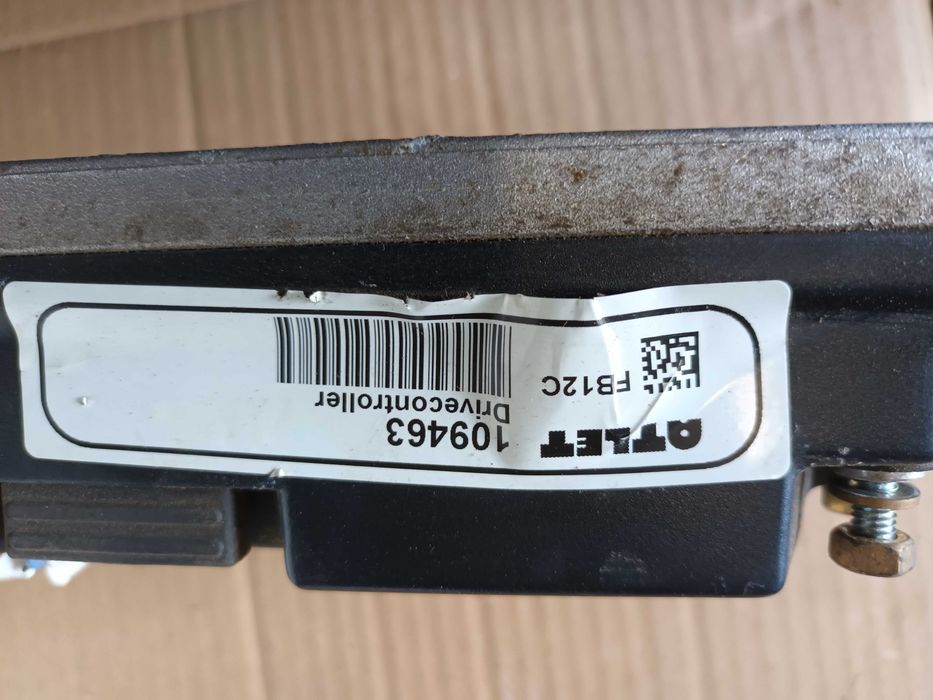 ATLET
109463
Drivecontroller
FB12C